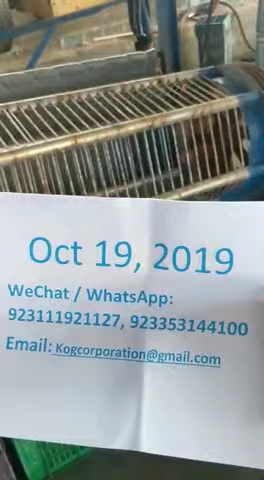 Oct 19, 2019
WeChat / WhatsApp:
923111921127, 923353144100
Email: Kogcorporation@gmail.com